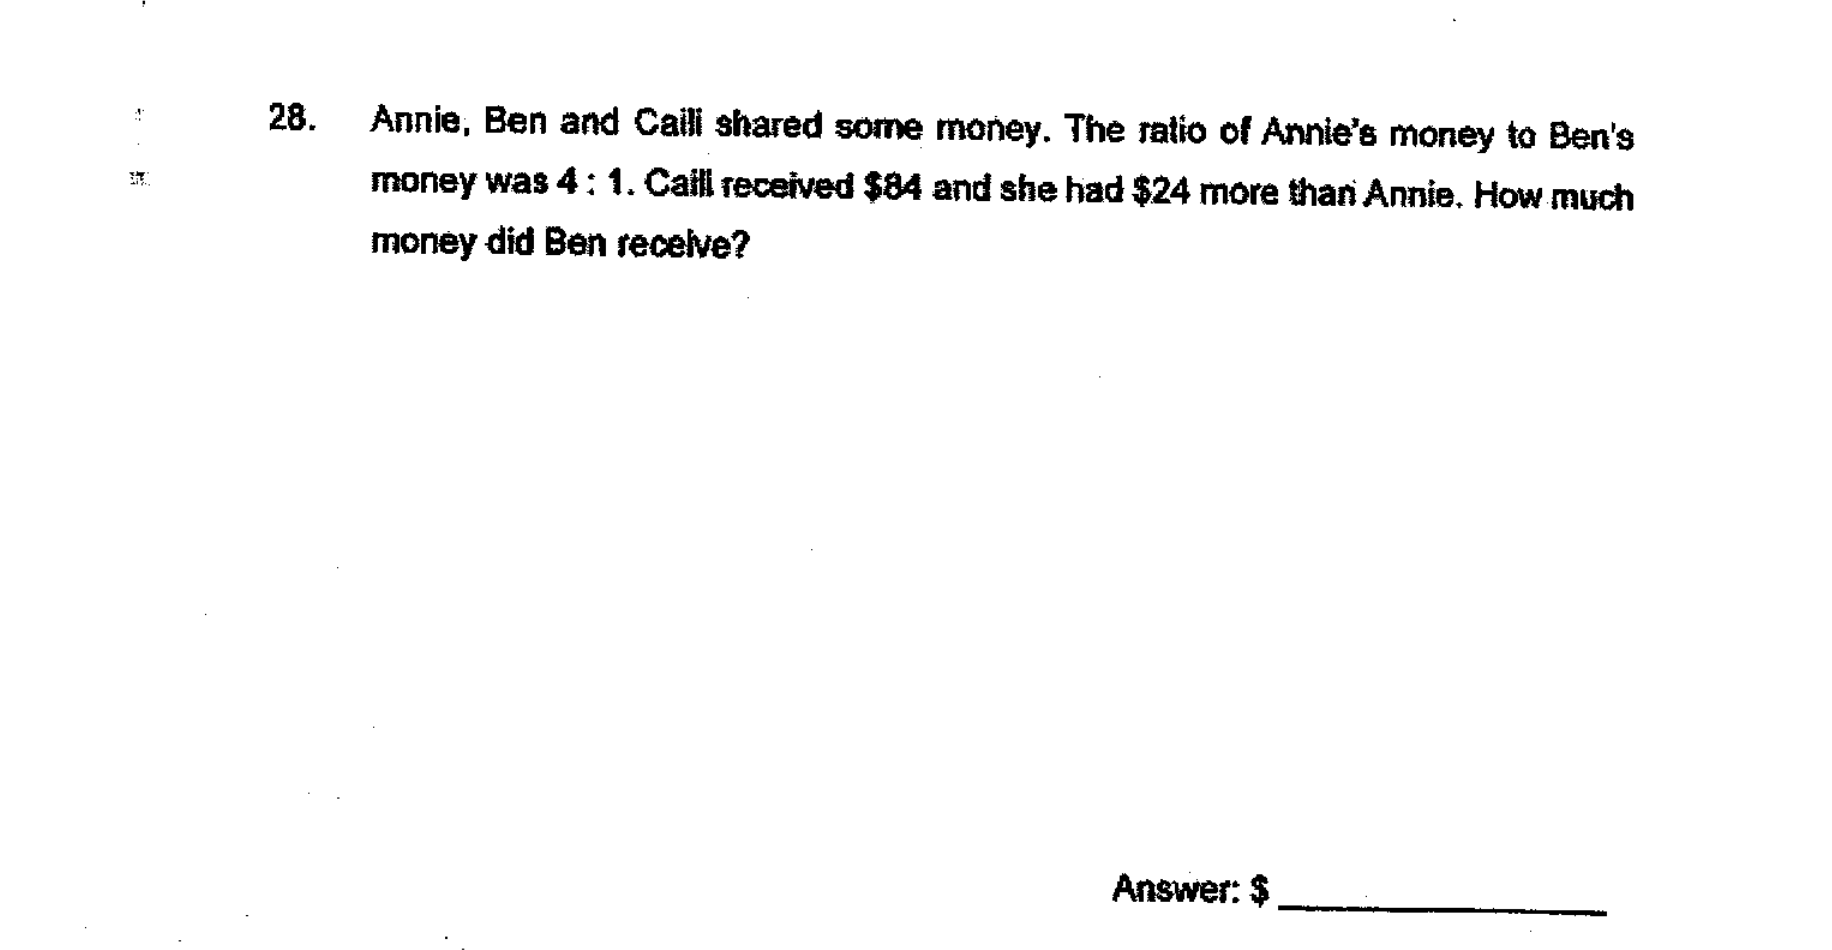 28. Annie, Ben and Caili shared some money. The ratio of Annie's money to Ben's
money was 4 : 1. Caili received $84 and she had $24 more than Annie. How much
money did Ben receive?
Answer: $